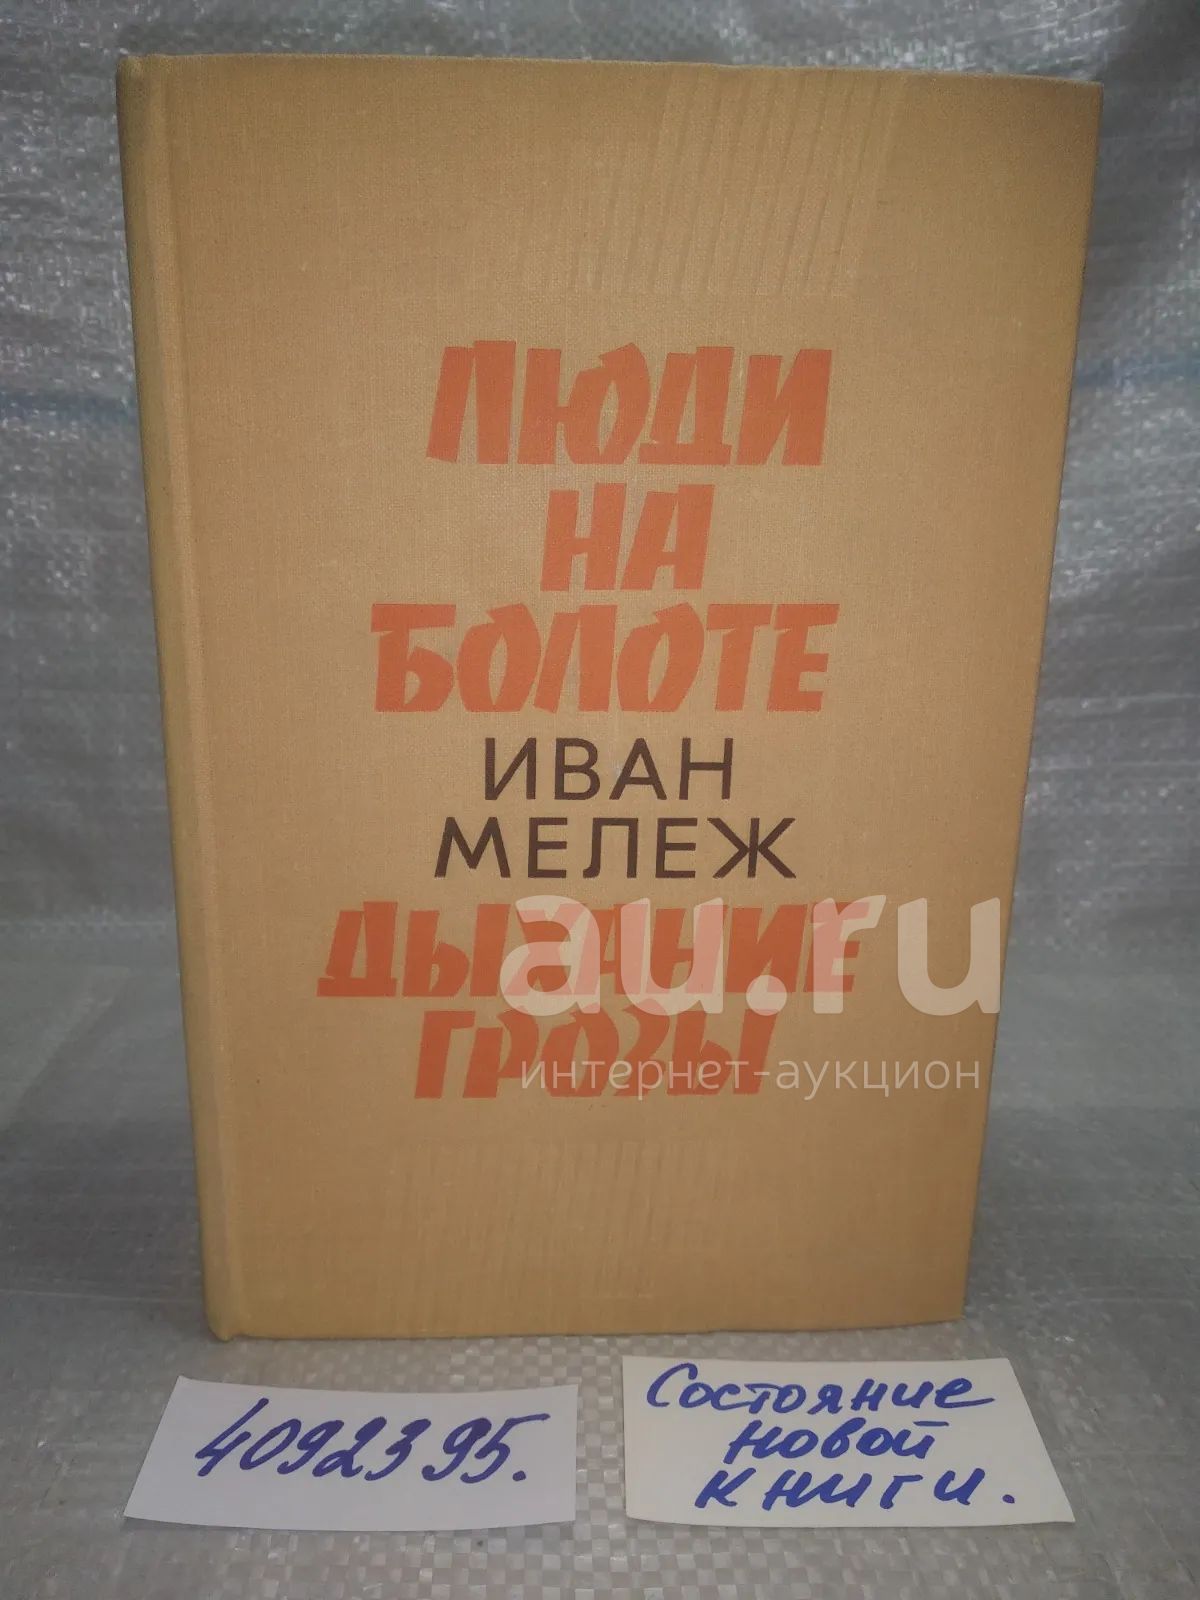 ЛЮДИ
НА
БОЛОТЕ
ИВАН
МЕЛЕЖ
ДЫХАНИЕ
ГРОЗЫ
au.ru
интернет-аукцион
4092395.
Состояние
новой
книги.